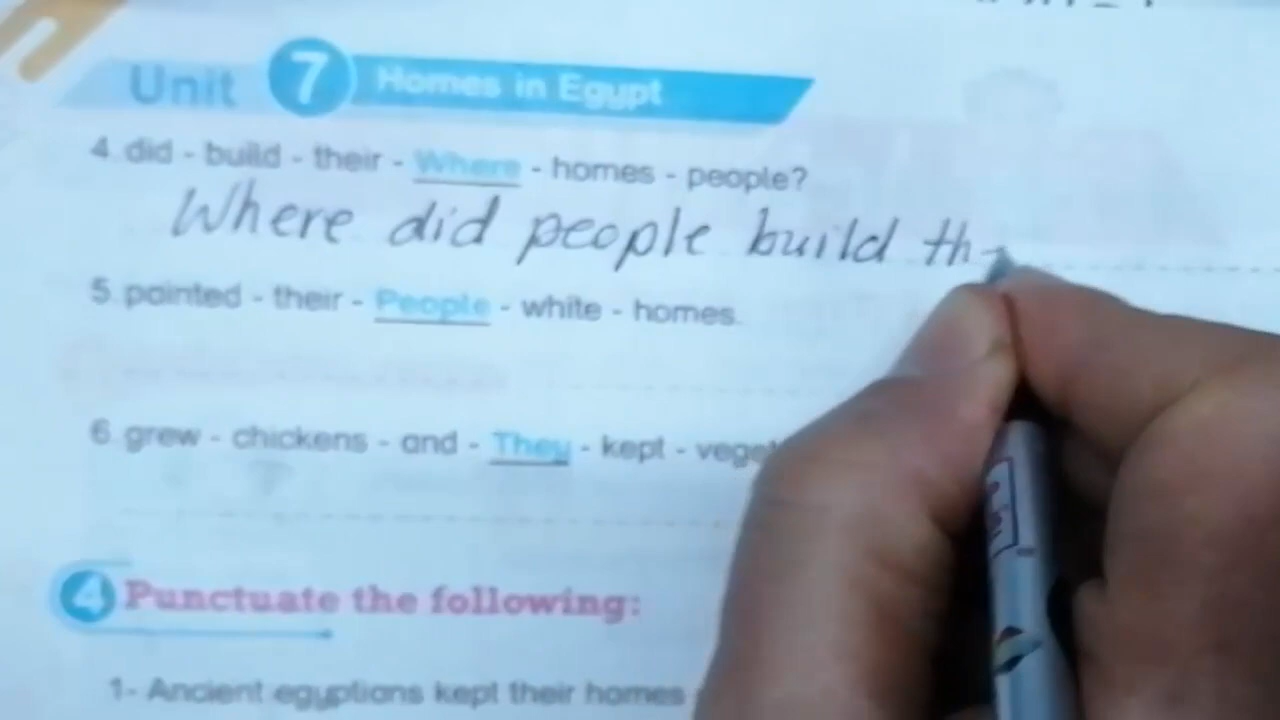 Unit 7 Homes in Egypt
4. did - build - their - Where - homes - people?
Where did people build th
5. painted - their - People - white - homes.
6. grew - chickens - and - They - kept -
4 Punctuate the following:
1- Ancient egyptians kept their homes